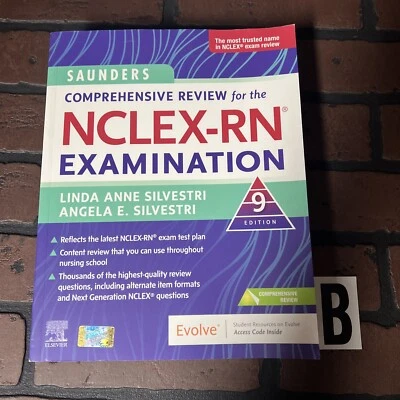 The most trusted name
in NCLEX® exam review
SAUNDERS
COMPREHENSIVE REVIEW for the
NCLEX-RN®
EXAMINATION
LINDA ANNE SILVESTRI
ANGELA E. SILVESTRI
9
EDITION
Reflects the latest NCLEX-RN® exam test plan
Content review that you can use throughout
nursing school
Thousands of the highest-quality review
questions, including alternate item formats
and Next Generation NCLEX® questions
COMPREHENSIVE
REVIEW
B
ELSEVIER
Evolve®
Student Resources on Evolve
Access Code Inside